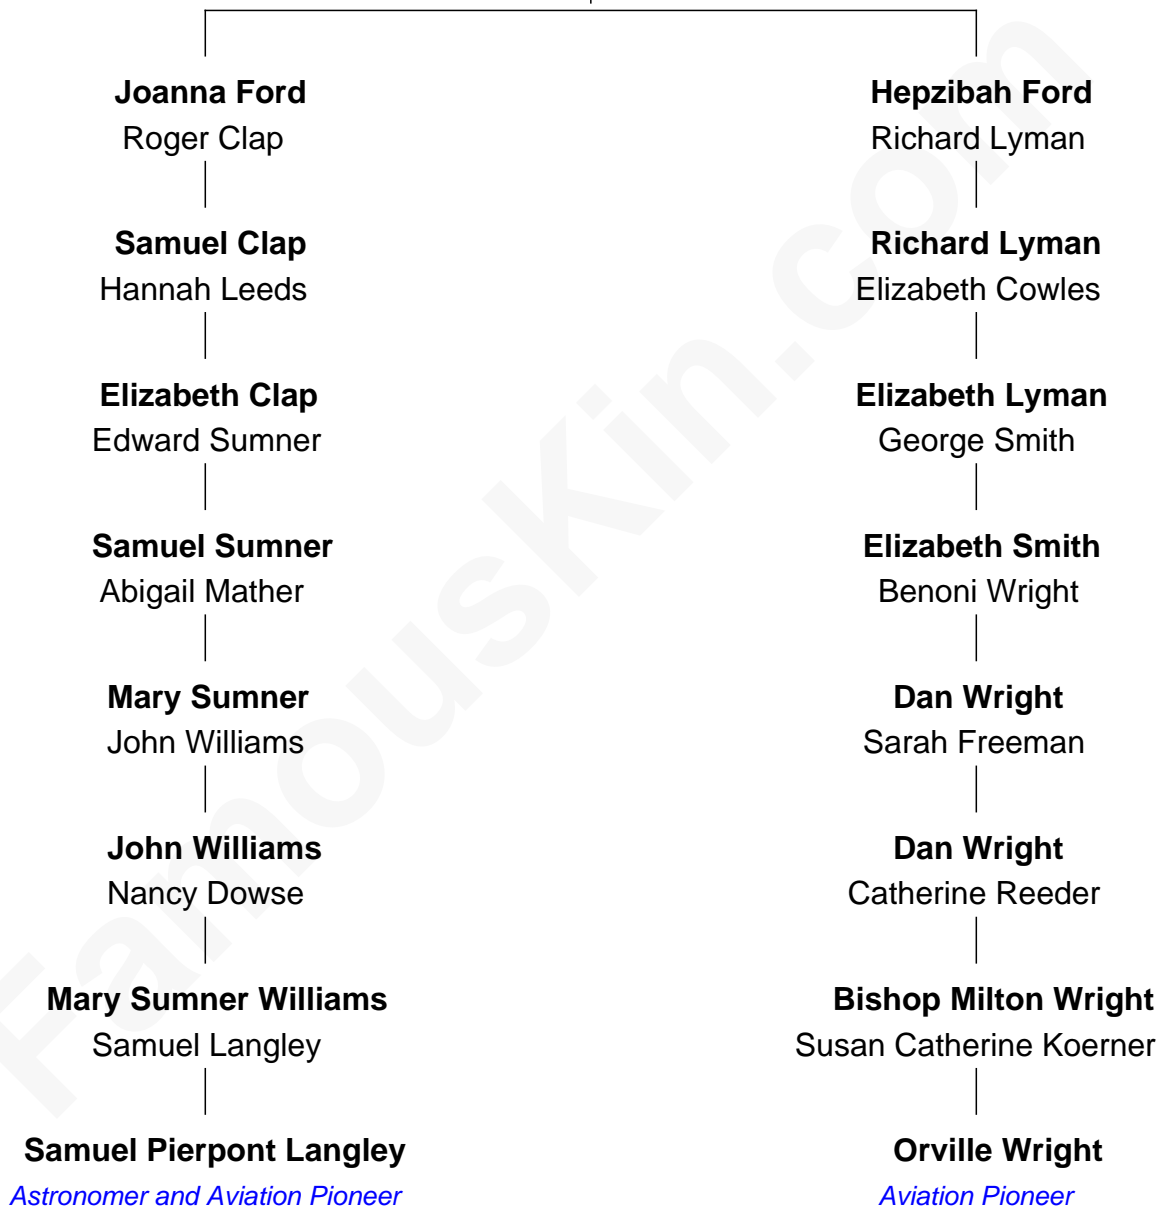 Joanna Ford
Roger Clap
Samuel Clap
Hannah Leeds
Elizabeth Clap
Edward Sumner
Samuel Sumner
Abigail Mather
Mary Sumner
John Williams
John Williams
Nancy Dowse
Mary Sumner Williams
Samuel Langley
Samuel Pierpont Langley
Astronomer and Aviation Pioneer
Hepzibah Ford
Richard Lyman
Richard Lyman
Elizabeth Cowles
Elizabeth Lyman
George Smith
Elizabeth Smith
Benoni Wright
Dan Wright
Sarah Freeman
Dan Wright
Catherine Reeder
Bishop Milton Wright
Susan Catherine Koerner
Orville Wright
Aviation Pioneer
FamousKin.com